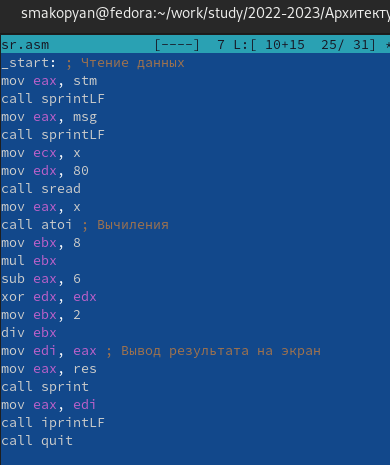 smakopyan@fedora:~/work/study/2022-2023/Архитекту
sr.asm [----] 7 L:[ 10+15 25/ 31] *
_start: ; Чтение данных
mov eax, stm
call sprintLF
mov eax, msg
call sprintLF
mov ecx, x
mov edx, 80
call sread
mov eax, x
call atoi ; Вычиления
mov ebx, 8
mul ebx
sub eax, 6
xor edx, edx
mov ebx, 2
div ebx
mov edi, eax ; Вывод результата на экран
mov eax, res
call sprint
mov eax, edi
call iprintLF
call quit